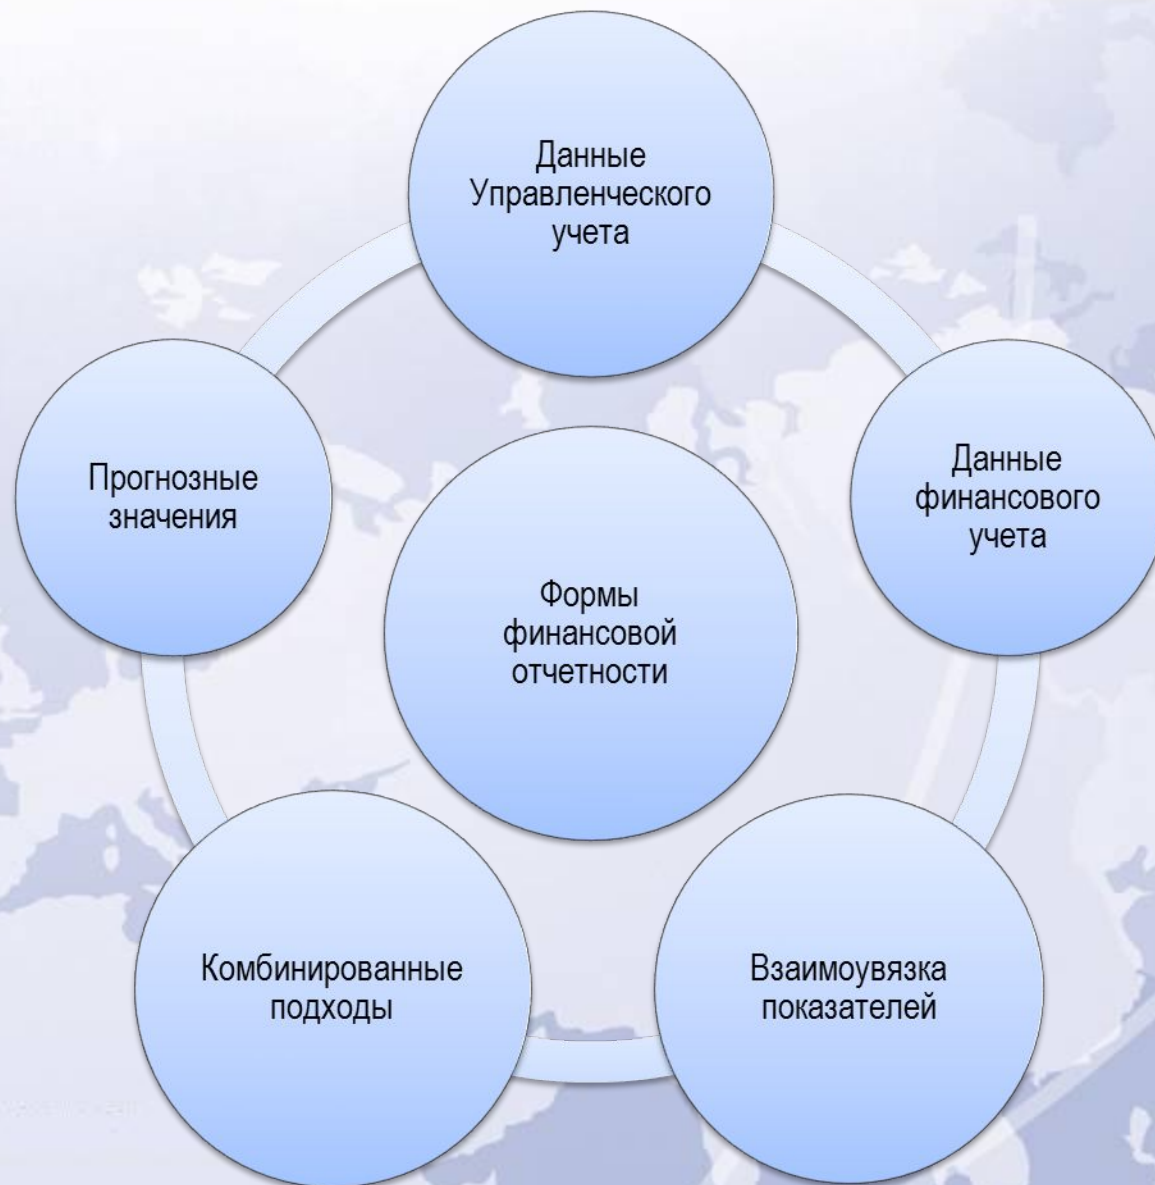 Данные
Управленческого
учета
Прогнозные
значения
Данные
финансового
учета
Формы
финансовой
отчетности
Комбинированные
подходы
Взаимоувязка
показателей